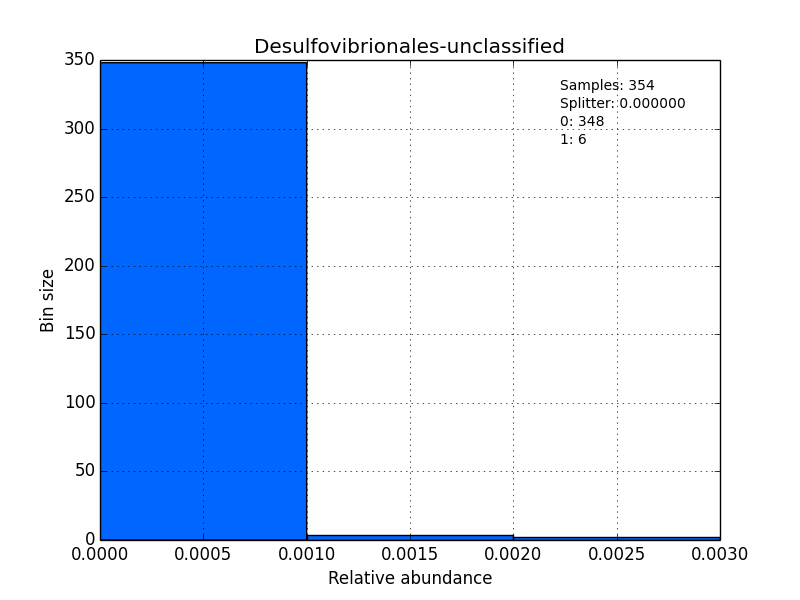 Desulfovibrionales-unclassified
Samples: 354
Splitter: 0.000000
0: 348
1: 6
350
300
250
200
150
100
50
0
Bin size
0.0000 0.0005 0.0010 0.0015 0.0020 0.0025 0.0030
Relative abundance